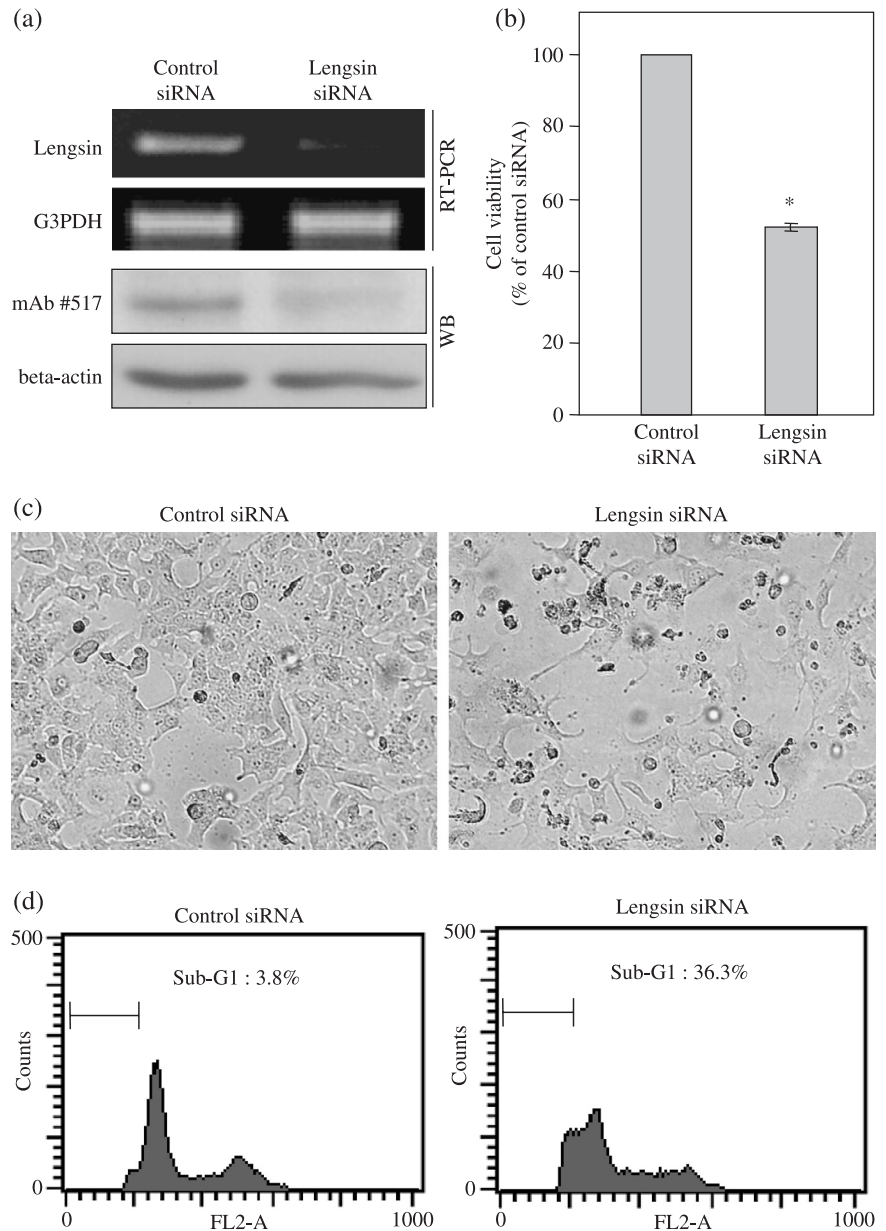 (a)
Control
siRNA
Lengsin
siRNA
Lengsin
G3PDH
RT-PCR
mAb #517
beta-actin
WB
(b)
Cell viability
(% of control siRNA)
100
80
60
40
20
0
*
Control
siRNA
Lengsin
siRNA
(c)
Control siRNA
Lengsin siRNA
(d)
Control siRNA
500
Sub-G1 : 3.8%
Counts
0
0
FL2-A
1000
Lengsin siRNA
500
Sub-G1 : 36.3%
Counts
0
0
FL2-A
1000